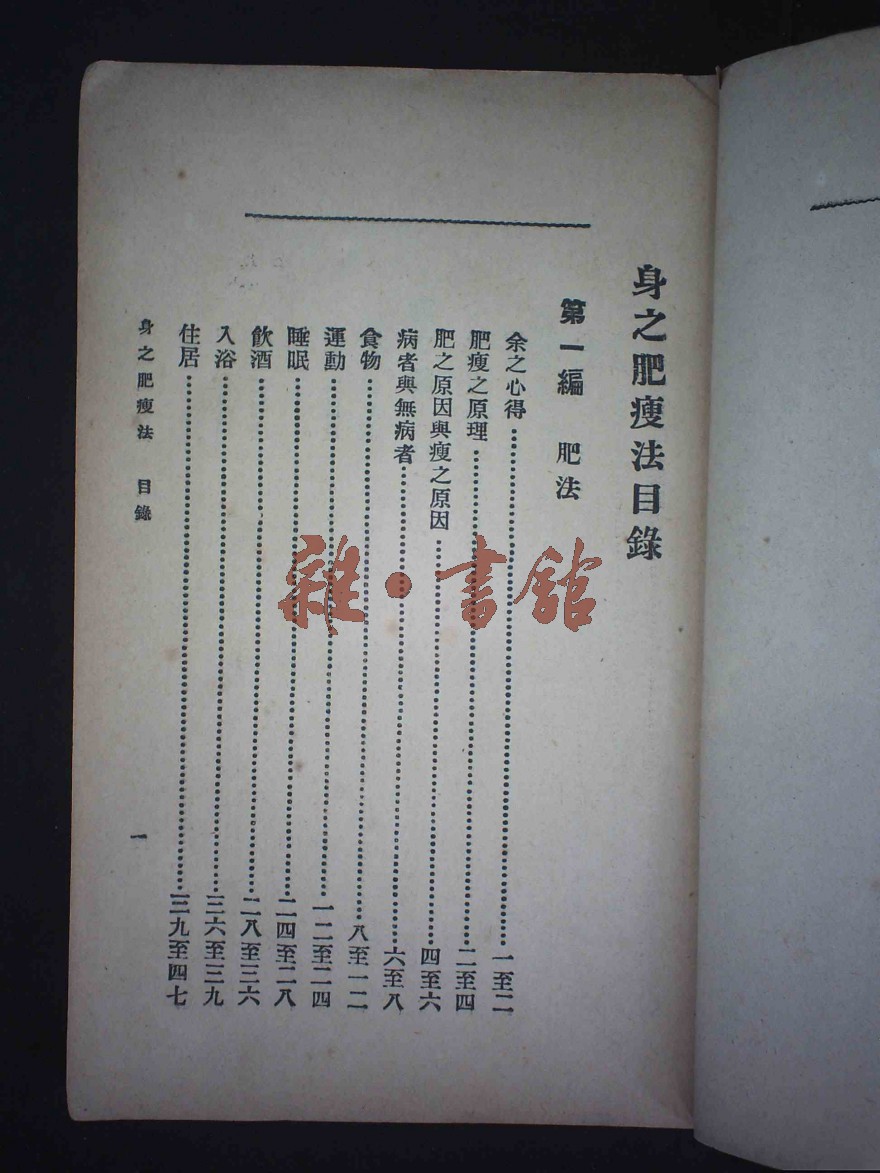 身之肥瘦法目錄
第一編 肥法
余之心得……一至二
肥瘦之原理……二至四
肥之原因與瘦之原因……四至六
病者與無病者……六至八
食物……八至一二
運動……一二至二四
睡眠……二四至二八
飲酒……二八至三六
入浴……三六至三九
住居……三九至四七
身之肥瘦法 目錄
一
雜·書館